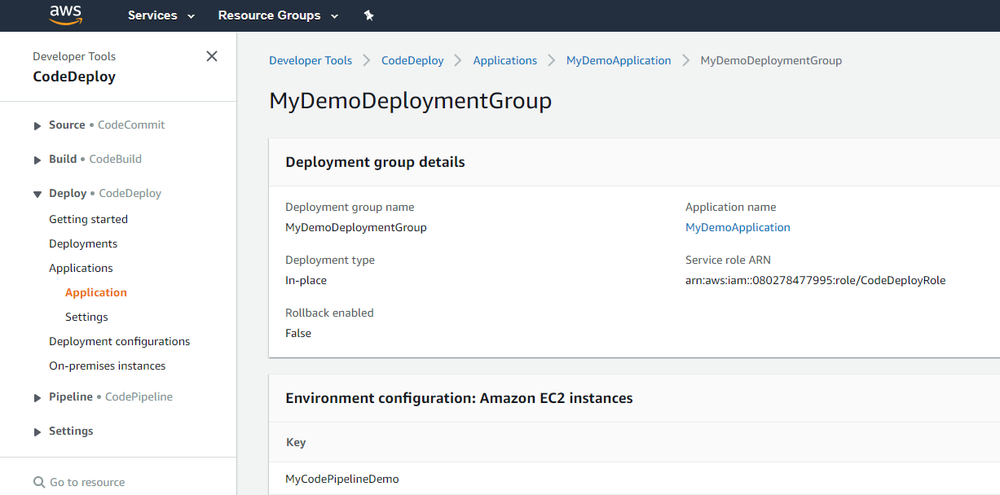 aws Services Resource Groups
Developer Tools
CodeDeploy
Source • CodeCommit
Build • CodeBuild
Deploy • CodeDeploy
Getting started
Deployments
Applications
Application
Settings
Deployment configurations
On-premises instances
Pipeline • CodePipeline
Settings
Go to resource
Developer Tools CodeDeploy Applications MyDemoApplication MyDemoDeploymentGroup
MyDemoDeploymentGroup
Deployment group details
Deployment group name
MyDemoDeploymentGroup
Application name
MyDemoApplication
Deployment type
In-place
Service role ARN
arn:aws:iam::080278477995:role/CodeDeployRole
Rollback enabled
False
Environment configuration: Amazon EC2 instances
Key
MyCodePipelineDemo